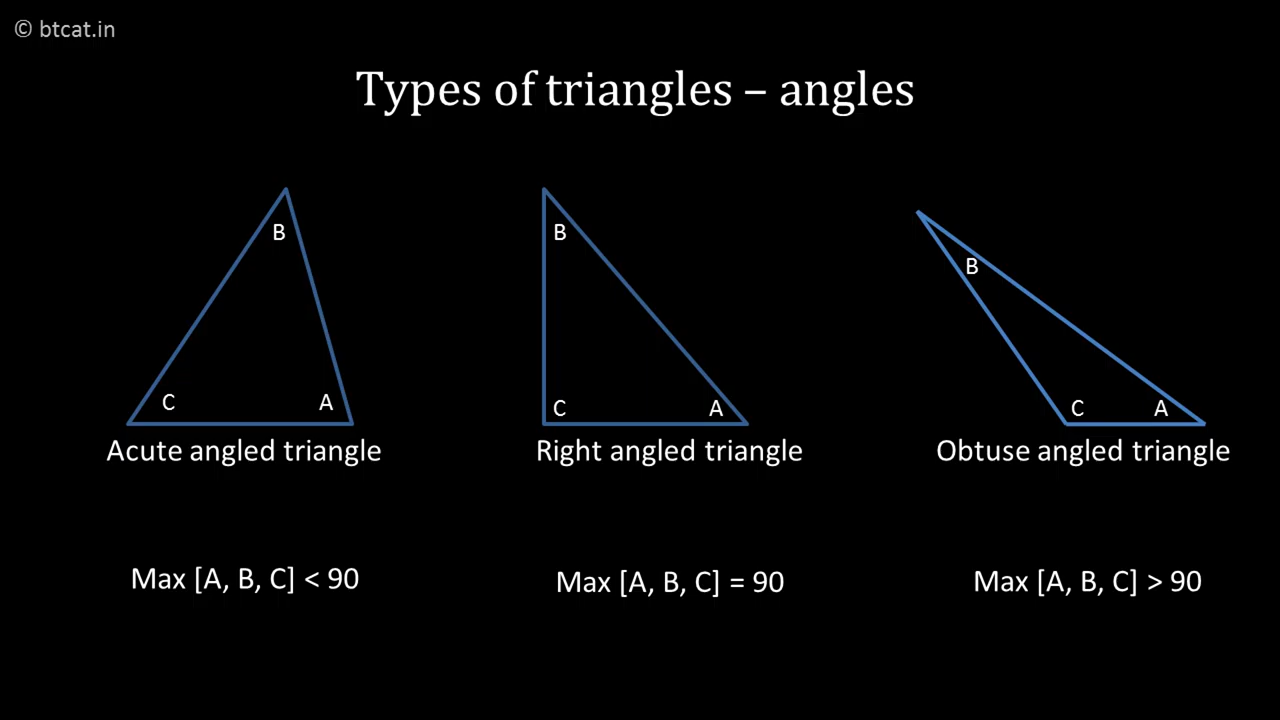 © btcat.in
Types of triangles – angles
B
C
A
Acute angled triangle
Max [A, B, C] < 90
B
C
A
Right angled triangle
Max [A, B, C] = 90
B
C
A
Obtuse angled triangle
Max [A, B, C] > 90